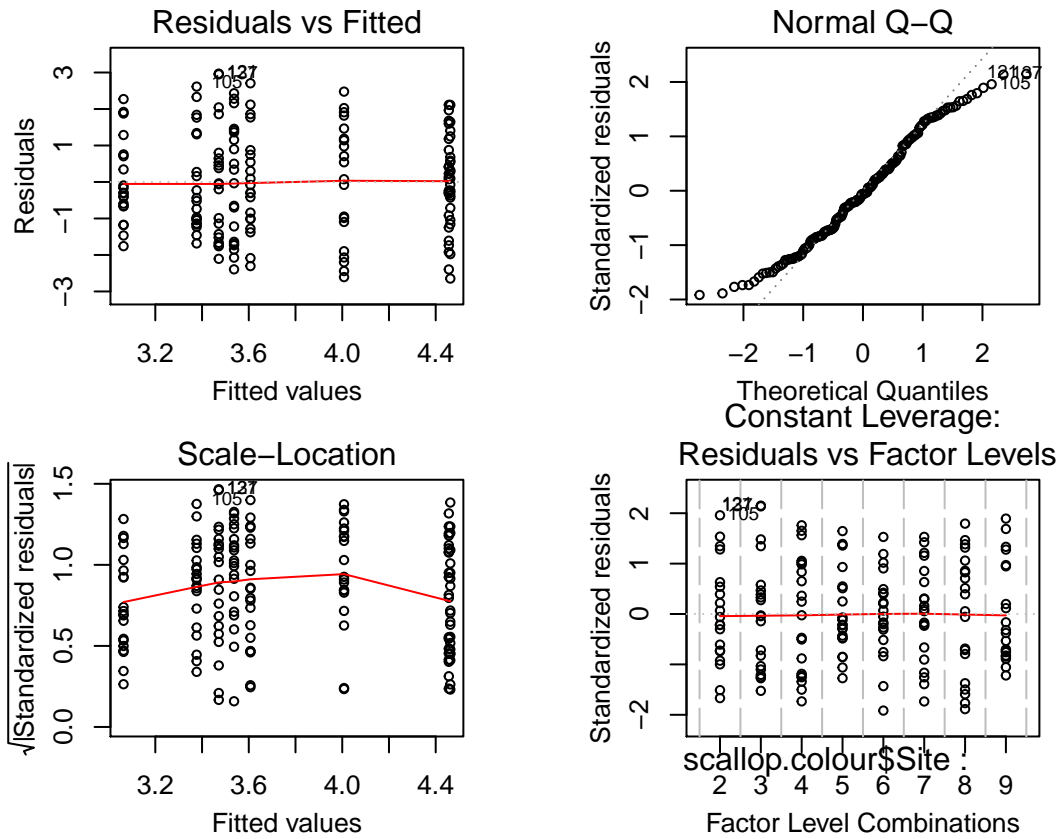 Residuals vs Fitted
Residuals
3
1
−1
−3
105
3.2 3.6 4.0 4.4
Fitted values
Normal Q−Q
Standardized residuals
2
1
0
−1
−2
105
−2 −1 0 1 2
Theoretical Quantiles
Scale−Location
√|Standardized residuals|
1.5
1.0
0.5
0.0
105
3.2 3.6 4.0 4.4
Fitted values
Constant Leverage:
Residuals vs Factor Levels
Standardized residuals
2
0
−2
105
scallop.colour$Site :
2 3 4 5 6 7 8 9
Factor Level Combinations